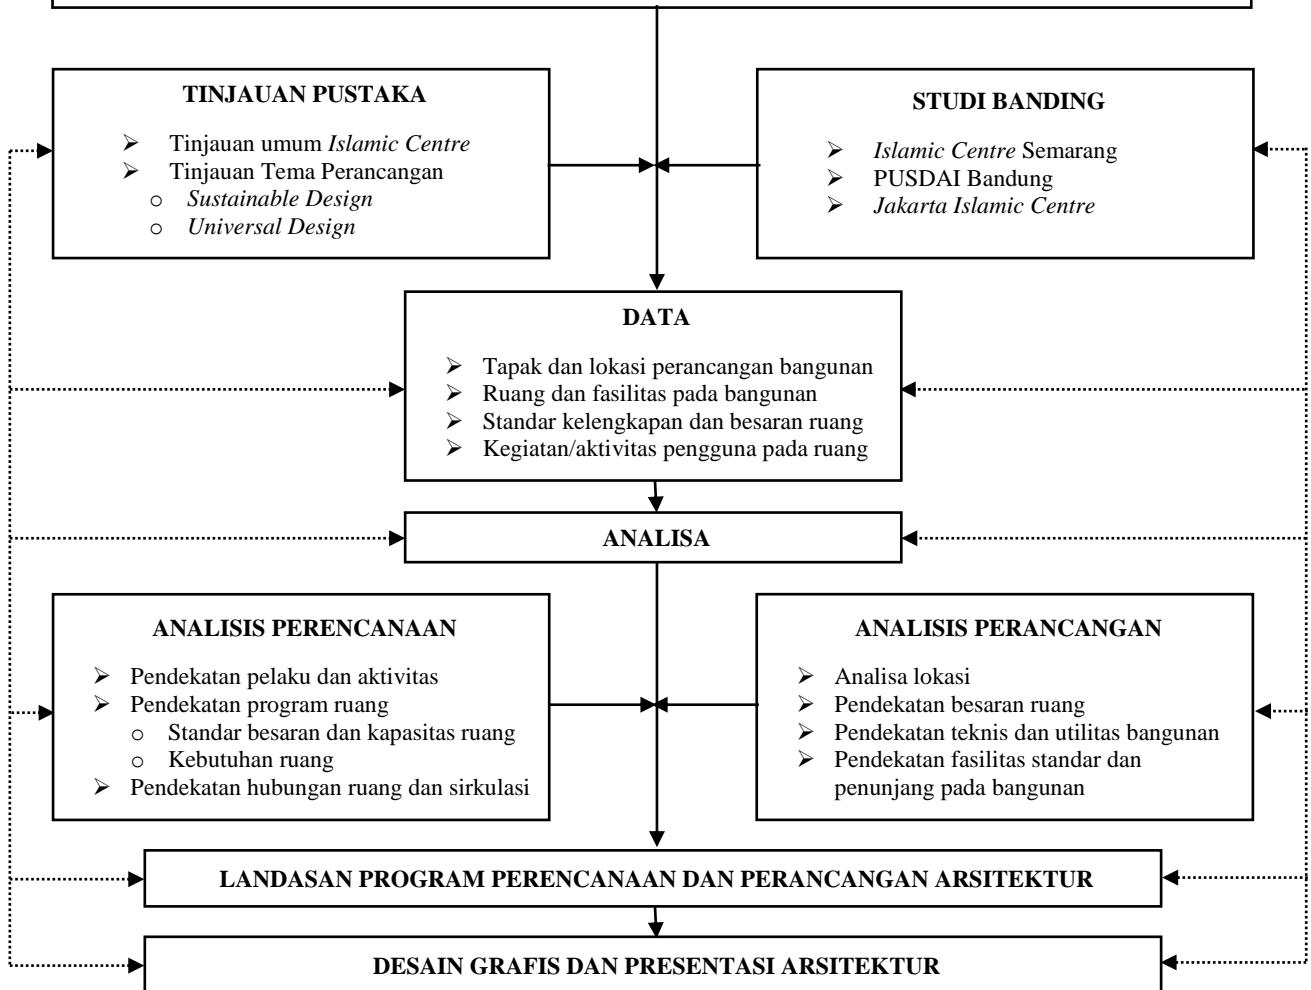 TINJAUAN PUSTAKA
➢ Tinjauan umum Islamic Centre
➢ Tinjauan Tema Perancangan
o Sustainable Design
o Universal Design
STUDI BANDING
➢ Islamic Centre Semarang
➢ PUSDAI Bandung
➢ Jakarta Islamic Centre
DATA
➢ Tapak dan lokasi perancangan bangunan
➢ Ruang dan fasilitas pada bangunan
➢ Standar kelengkapan dan besaran ruang
➢ Kegiatan/aktivitas pengguna pada ruang
ANALISA
ANALISIS PERENCANAAN
➢ Pendekatan pelaku dan aktivitas
➢ Pendekatan program ruang
o Standar besaran dan kapasitas ruang
o Kebutuhan ruang
➢ Pendekatan hubungan ruang dan sirkulasi
ANALISIS PERANCANGAN
➢ Analisa lokasi
➢ Pendekatan besaran ruang
➢ Pendekatan teknis dan utilitas bangunan
➢ Pendekatan fasilitas standar dan
penunjang pada bangunan
LANDASAN PROGRAM PERENCANAAN DAN PERANCANGAN ARSITEKTUR
DESAIN GRAFIS DAN PRESENTASI ARSITEKTUR